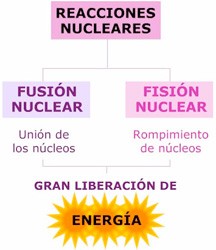 REACCIONES
NUCLEARES
FUSIÓN
NUCLEAR
Unión de
los núcleos
FISIÓN
NUCLEAR
Rompimiento
de núcleos
GRAN LIBERACIÓN DE
ENERGÍA